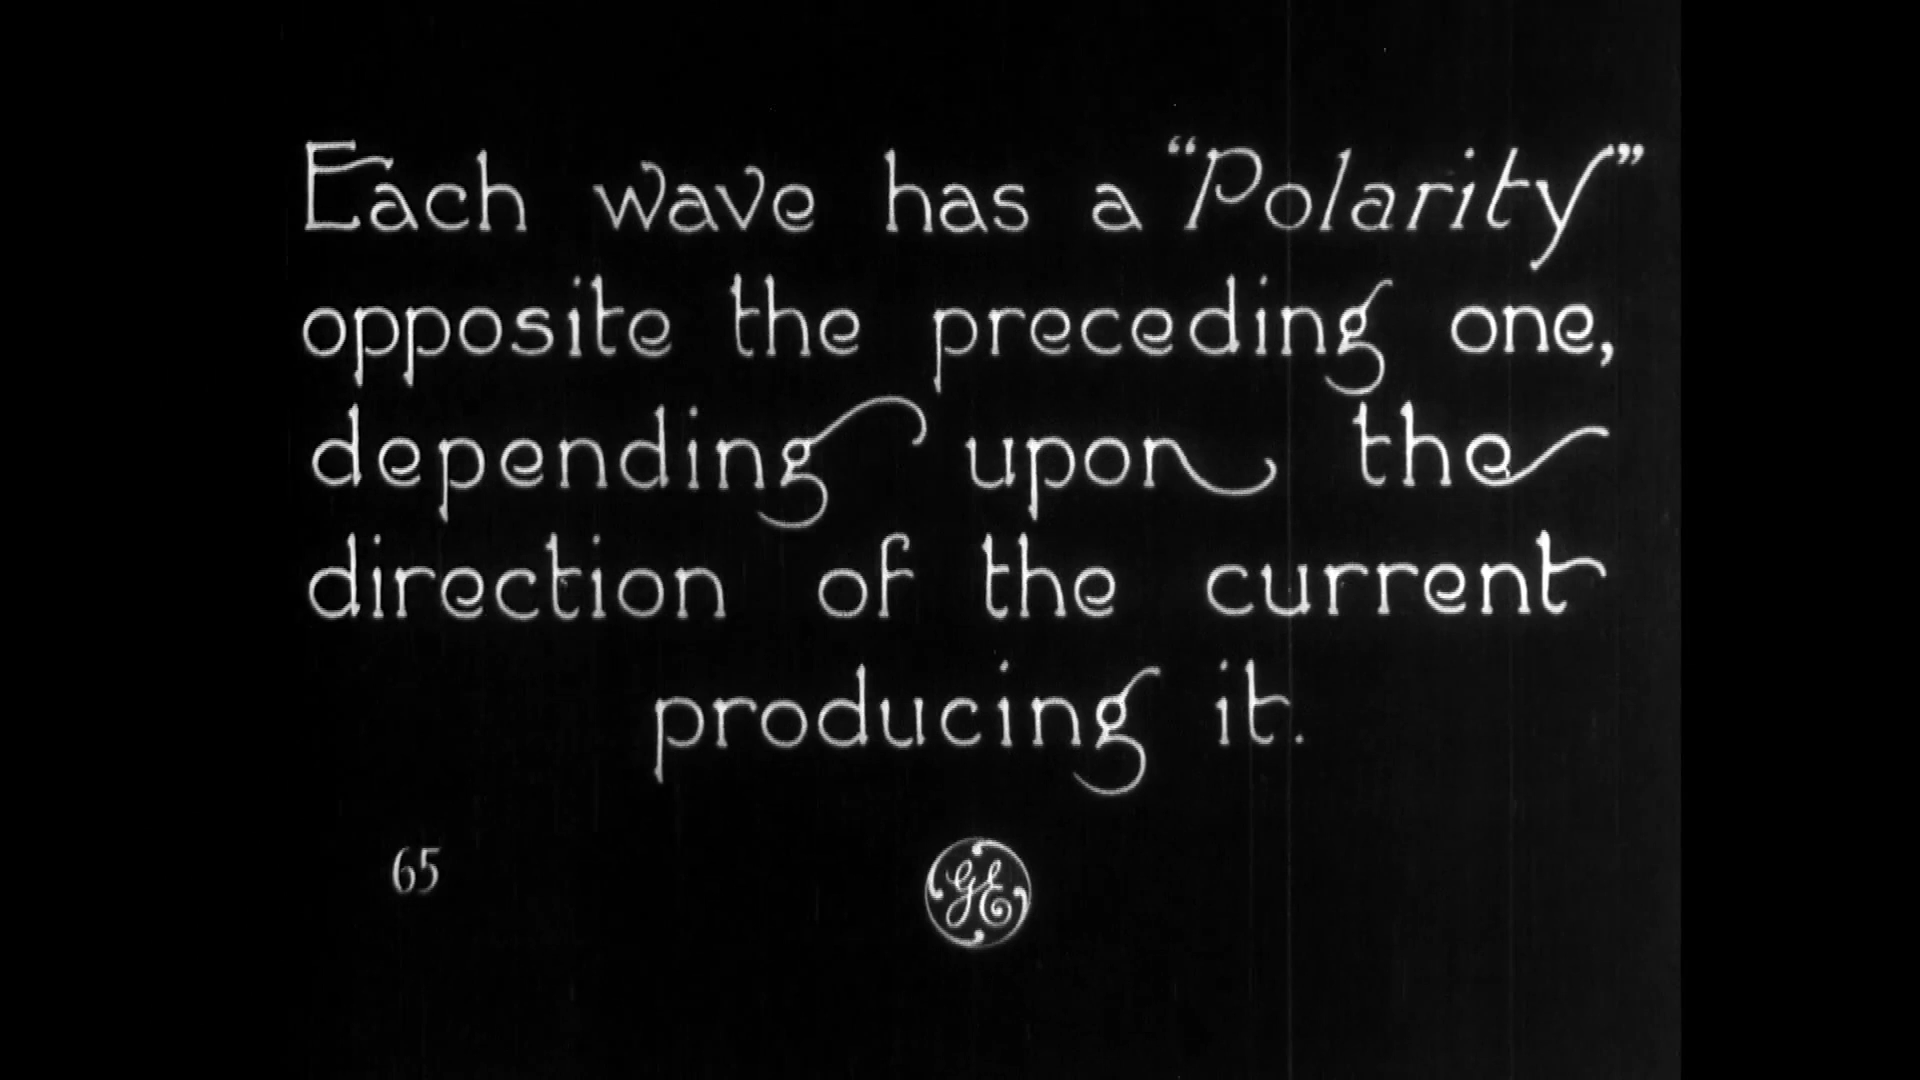 Each wave has a “Polarity”
opposite the preceding one,
depending upon the
direction of the current
producing it.
65
GE